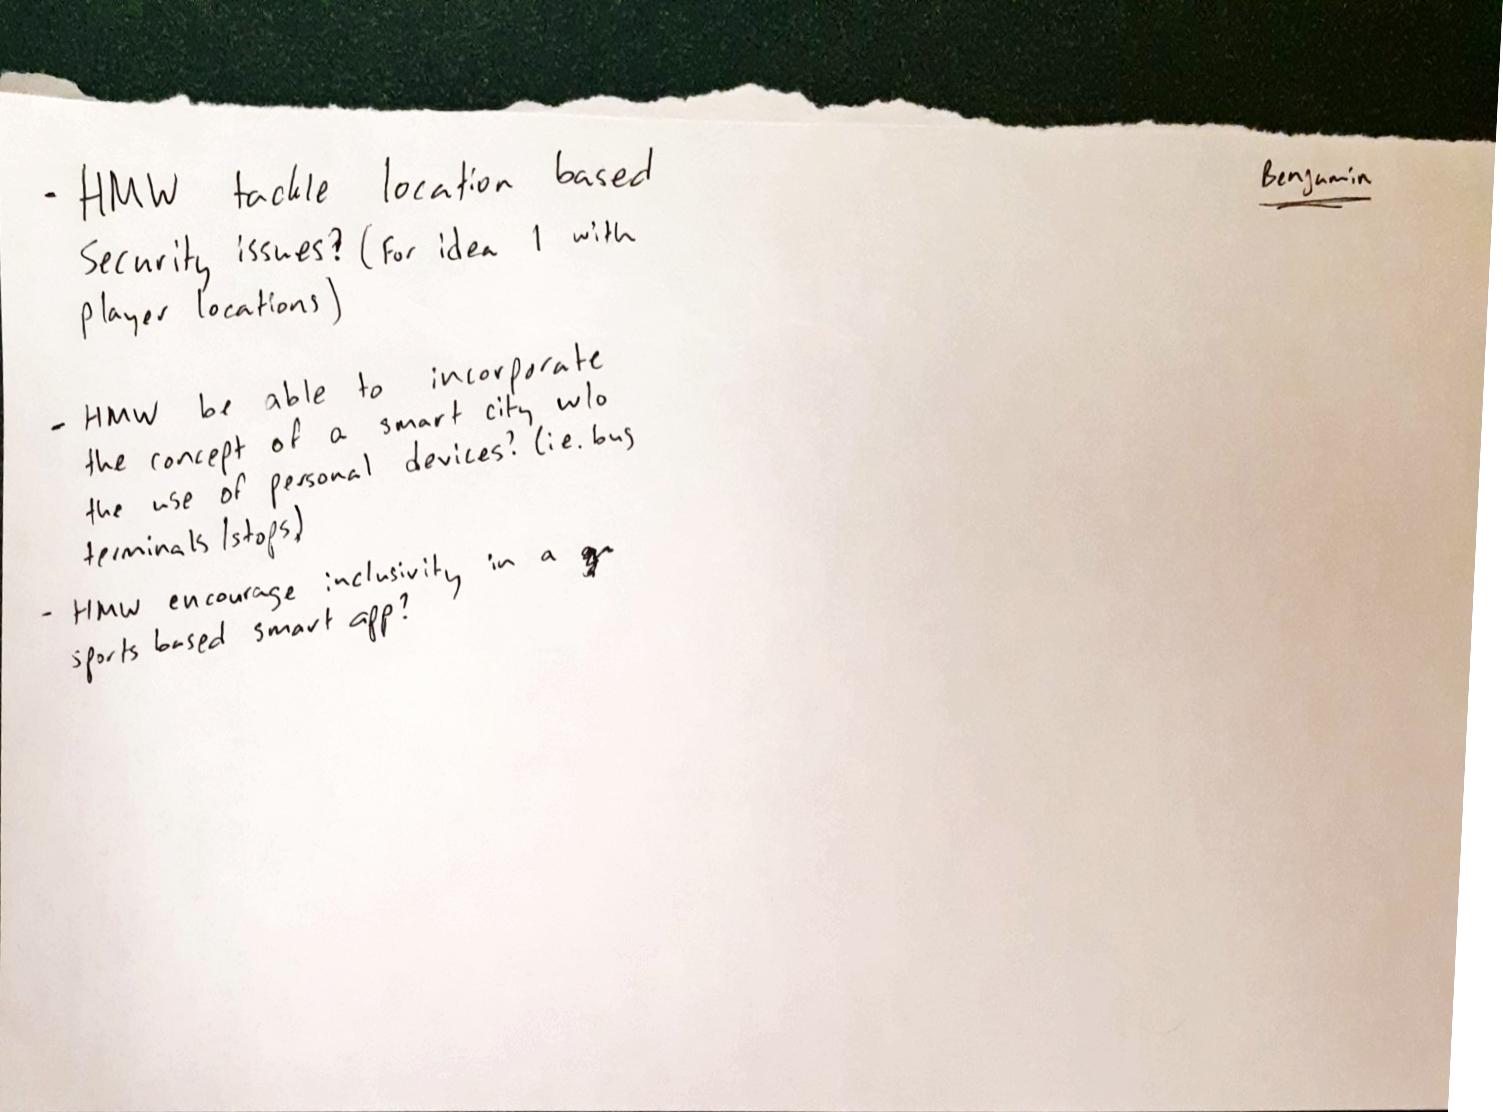 Benjamin
- HMW tackle location based
Security issues? (For idea 1 with
player locations)
- HMW be able to incorporate
the concept of a smart city w/o
the use of personal devices? (i.e. bus
terminals /stops)
- HMW encourage inclusivity in a
sports based smart app?